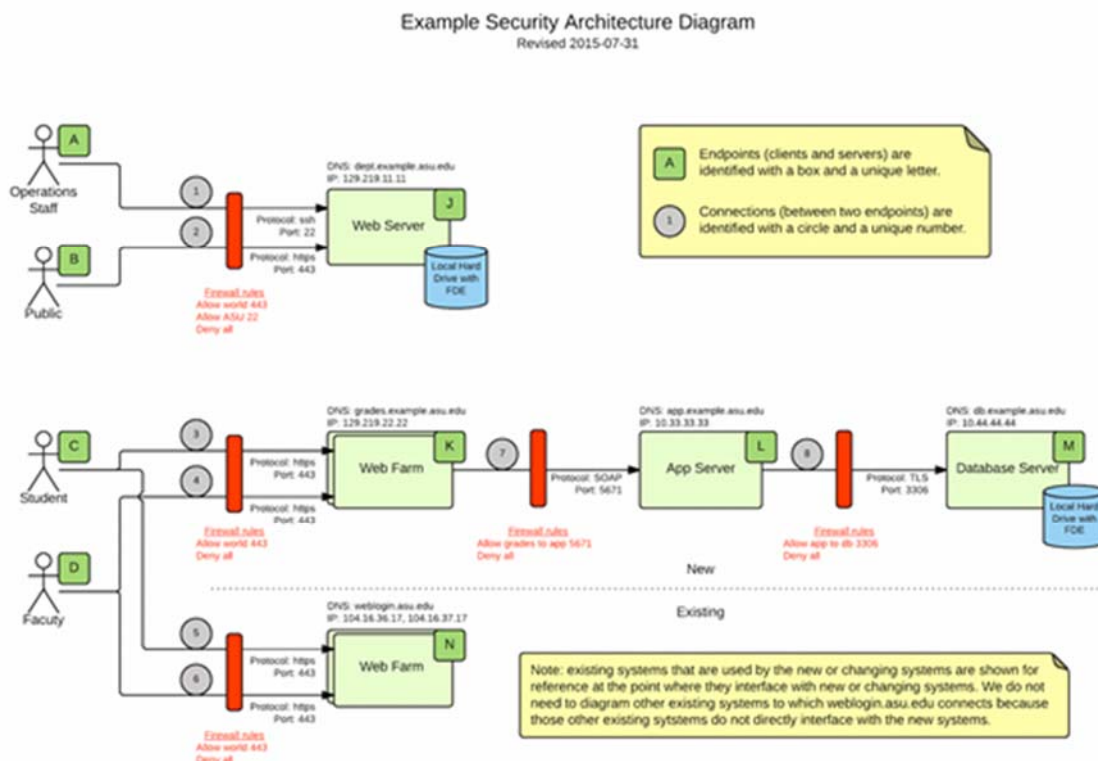 Example Security Architecture Diagram
Revised 2015-07-31
A
Operations
Staff
B
Public
1
2
Protocol: ssh
Port: 22
Protocol: https
Port: 443
Firewall rules
Allow world 443
Allow ASU 22
Deny all
DNS: dept.example.asu.edu
IP: 129.219.11.11
Web Server
J
Local Hard
Drive with
FDE
A
Endpoints (clients and servers) are
identified with a box and a unique letter.
1
Connections (between two endpoints) are
identified with a circle and a unique number.
C
Student
D
Facuty
3
4
Protocol: https
Port: 443
Protocol: https
Port: 443
Firewall rules
Allow world 443
Deny all
DNS: grades.example.asu.edu
IP: 129.219.22.22
Web Farm
K
7
Protocol: SOAP
Port: 5671
Firewall rules
Allow grades to app 5671
Deny all
DNS: app.example.asu.edu
IP: 10.33.33.33
App Server
L
8
Protocol: TLS
Port: 3306
Firewall rules
Allow app to db 3306
Deny all
DNS: db.example.asu.edu
IP: 10.44.44.44
Database Server
M
Local Hard
Drive with
FDE
New
Existing
5
6
Protocol: https
Port: 443
Protocol: https
Port: 443
Firewall rules
Allow world 443
Deny all
DNS: weblogin.asu.edu
IP: 104.16.36.17, 104.16.37.17
Web Farm
N
Note: existing systems that are used by the new or changing systems are shown for
reference at the point where they interface with new or changing systems. We do not
need to diagram other existing systems to which weblogin.asu.edu connects because
those other existing sytstems do not directly interface with the new systems.